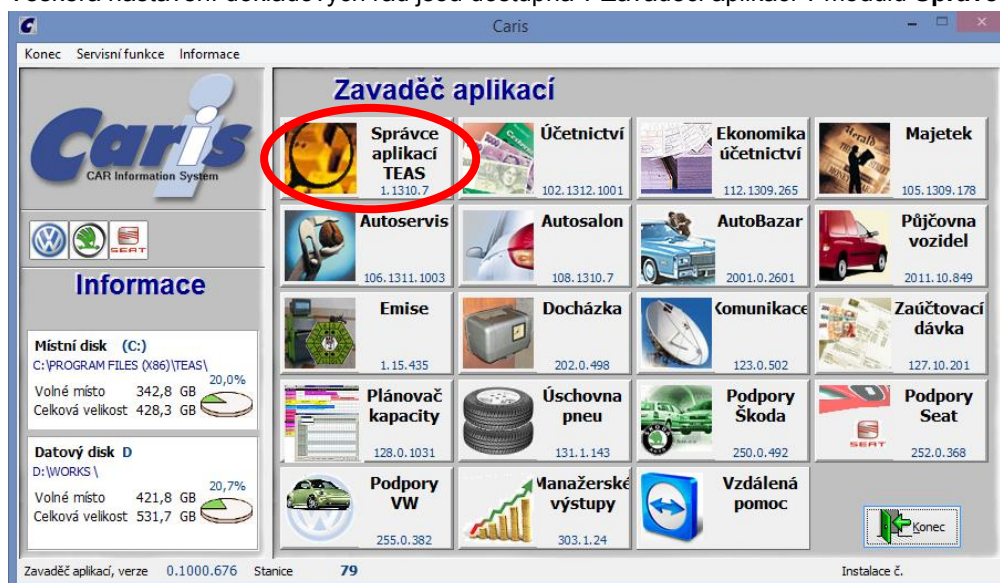 Caris
Konec Servisní funkce Informace
Caris
CAR Information System
SEAT
Informace
Místní disk (C:)
C:\PROGRAM FILES (X86)\TEAS\
20,0%
Volné místo 342,8 GB
Celková velikost 428,3 GB
Datový disk D
D:\WORKS \
20,7%
Volné místo 421,8 GB
Celková velikost 531,7 GB
Zavaděč aplikací
Správce
aplikací
TEAS
1.1310.7
Účetnictví
102.1312.1001
Ekonomika
účetnictví
112.1309.265
Majetek
105.1309.178
Autoservis
106.1311.1003
Autosalon
108.1310.7
AutoBazar
2001.0.2601
Půjčovna
vozidel
2011.10.849
Emise
1.15.435
Docházka
202.0.498
Komunikace
123.0.502
Zaúčtovací
dávka
127.10.201
Plánovač
kapacity
128.0.1031
Úschovna
pneu
131.1.143
Podpory
Škoda
250.0.492
Podpory
Seat
SEAT
252.0.368
Podpory
VW
255.0.382
Manažerské
výstupy
303.1.24
Vzdálená
pomoc
Konec
Zavaděč aplikací, verze 0.1000.676 Stanice 79 Instalace č.